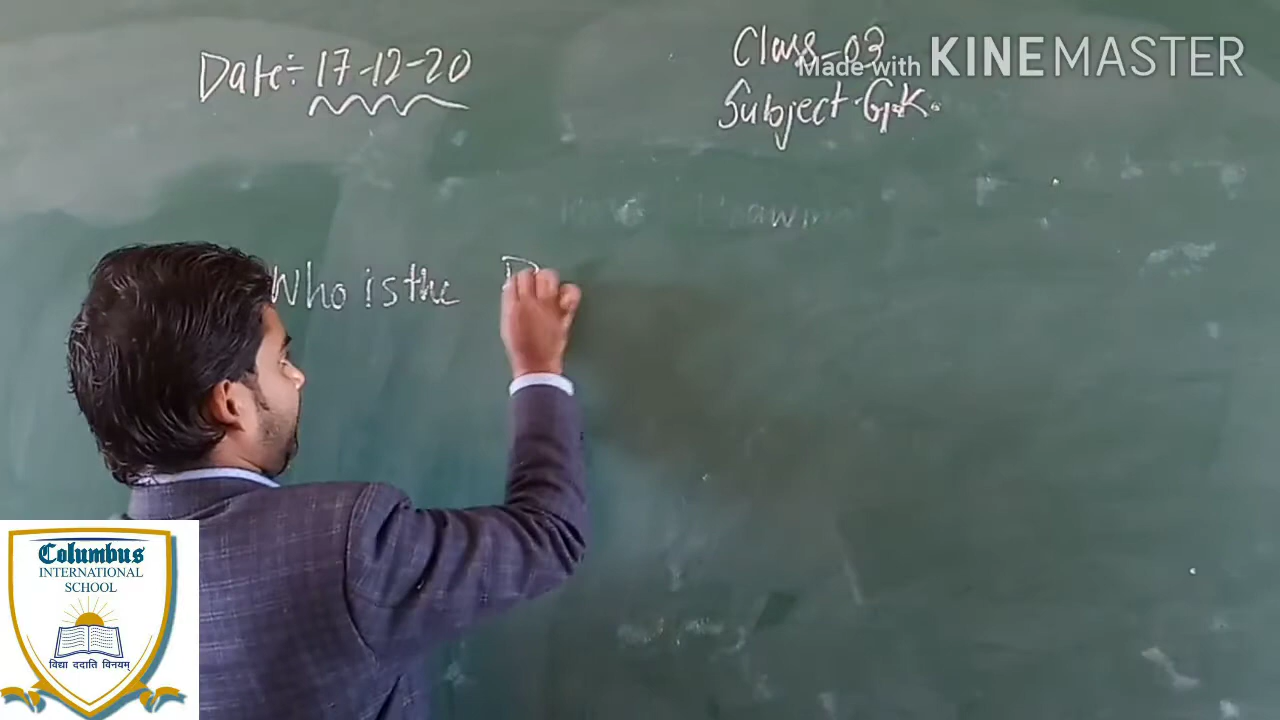 Date:- 17-12-20
Class-03
Made with KINEMASTER
Subject-G.K.
Who is the
Columbus
INTERNATIONAL
SCHOOL
विद्या ददाति विनयम्